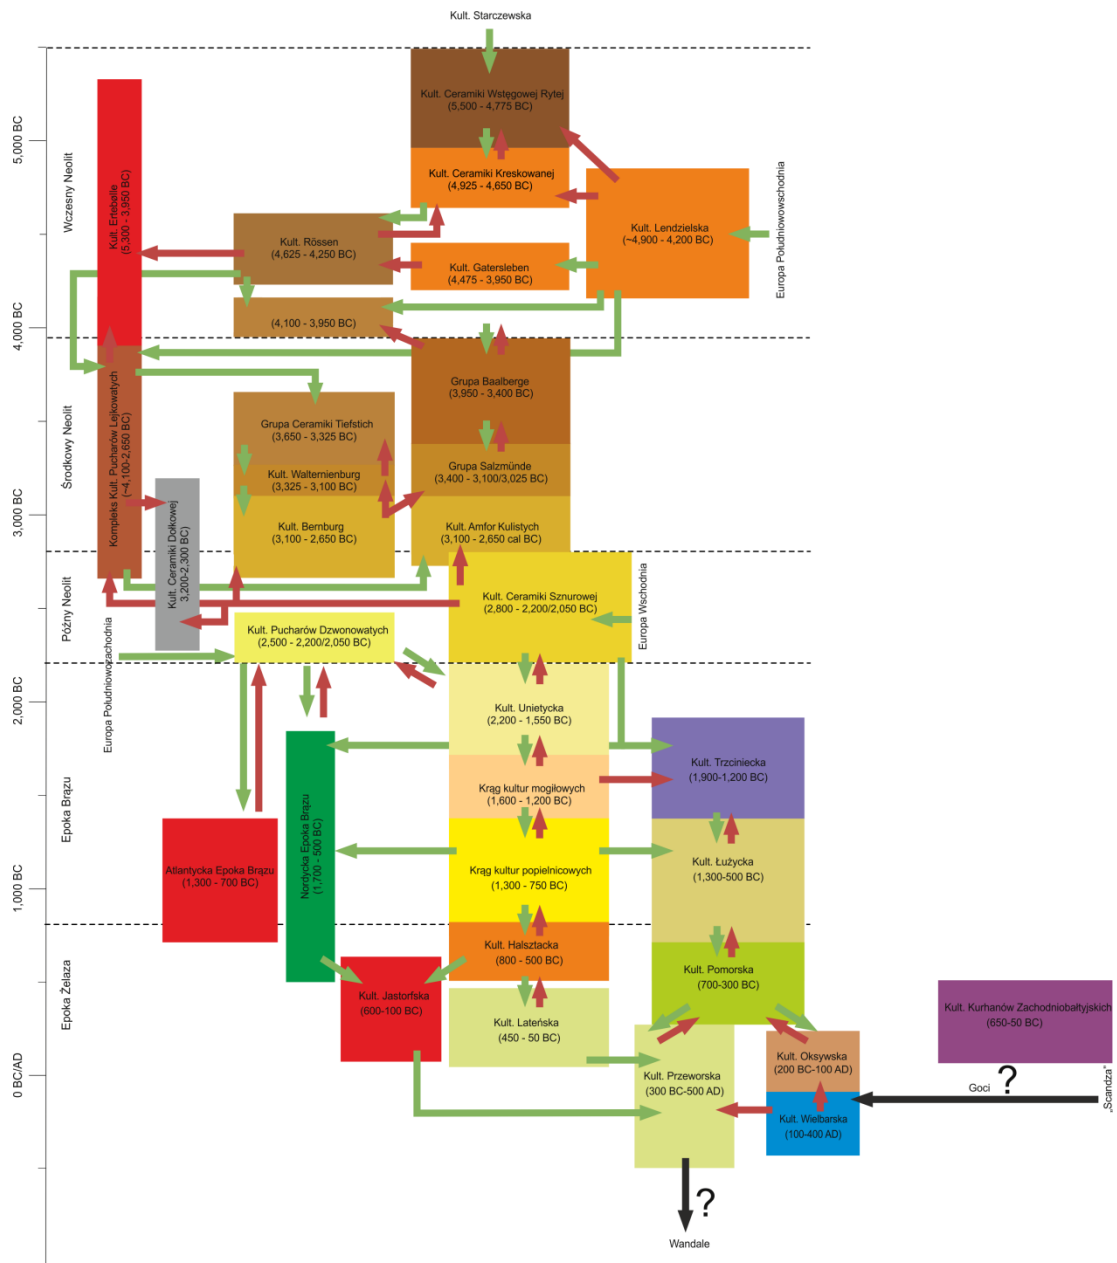 Kult. Starczewska
Kult. Ceramiki Wstęgowej Rytej
(5,500 - 4,775 BC)
5,000 BC
Wczesny Neolit
Kult. Ertebølle
(5,300 - 3,950 BC)
Kult. Ceramiki Kreskowanej
(4,925 - 4,650 BC)
Kult. Lendzielska
(~4,900 - 4,200 BC)
Europa Południowowschodnia
Kult. Rössen
(4,625 - 4,250 BC)
Kult. Gatersleben
(4,475 - 3,950 BC)
(4,100 - 3,950 BC)
4,000 BC
Środkowy Neolit
Kompleks Kult. Pucharów Lejkowatych
(~4,100-2,650 BC)
Grupa Baalberge
(3,950 - 3,400 BC)
Grupa Ceramiki Tiefstich
(3,650 - 3,325 BC)
Kult. Walternienburg
(3,325 - 3,100 BC)
Grupa Salzmünde
(3,400 - 3,100/3,025 BC)
3,000 BC
Kult. Ceramiki Dołkowej
3,200-2,300 BC)
Kult. Bernburg
(3,100 - 2,650 BC)
Kult. Amfor Kulistych
(3,100 - 2,650 cal BC)
Późny Neolit
Kult. Ceramiki Sznurowej
(2,800 - 2,200/2,050 BC)
Europa Wschodnia
Kult. Pucharów Dzwonowatych
(2,500 - 2,200/2,050 BC)
Europa Południowozachodnia
2,000 BC
Kult. Unietycka
(2,200 - 1,550 BC)
Kult. Trzciniecka
(1,900-1,200 BC)
Epoka Brązu
Krąg kultur mogiłowych
(1,600 - 1,200 BC)
Nordycka Epoka Brązu
(1,700 - 500 BC)
Atlantycka Epoka Brązu
(1,300 - 700 BC)
Krąg kultur popielnicowych
(1,300 - 750 BC)
Kult. Łużycka
(1,300-500 BC)
1,000 BC
Epoka Żelaza
Kult. Halsztacka
(800 - 500 BC)
Kult. Pomorska
(700-300 BC)
Kult. Jastorfska
(600-100 BC)
Kult. Lateńska
(450 - 50 BC)
Kult. Kurhanów Zachodniobałtyjskich
(650-50 BC)
0 BC/AD
Kult. Przeworska
(300 BC-500 AD)
Kult. Oksywska
(200 BC-100 AD)
Goci
?
„Scandza"
Kult. Wielbarska
(100-400 AD)
?
Wandale